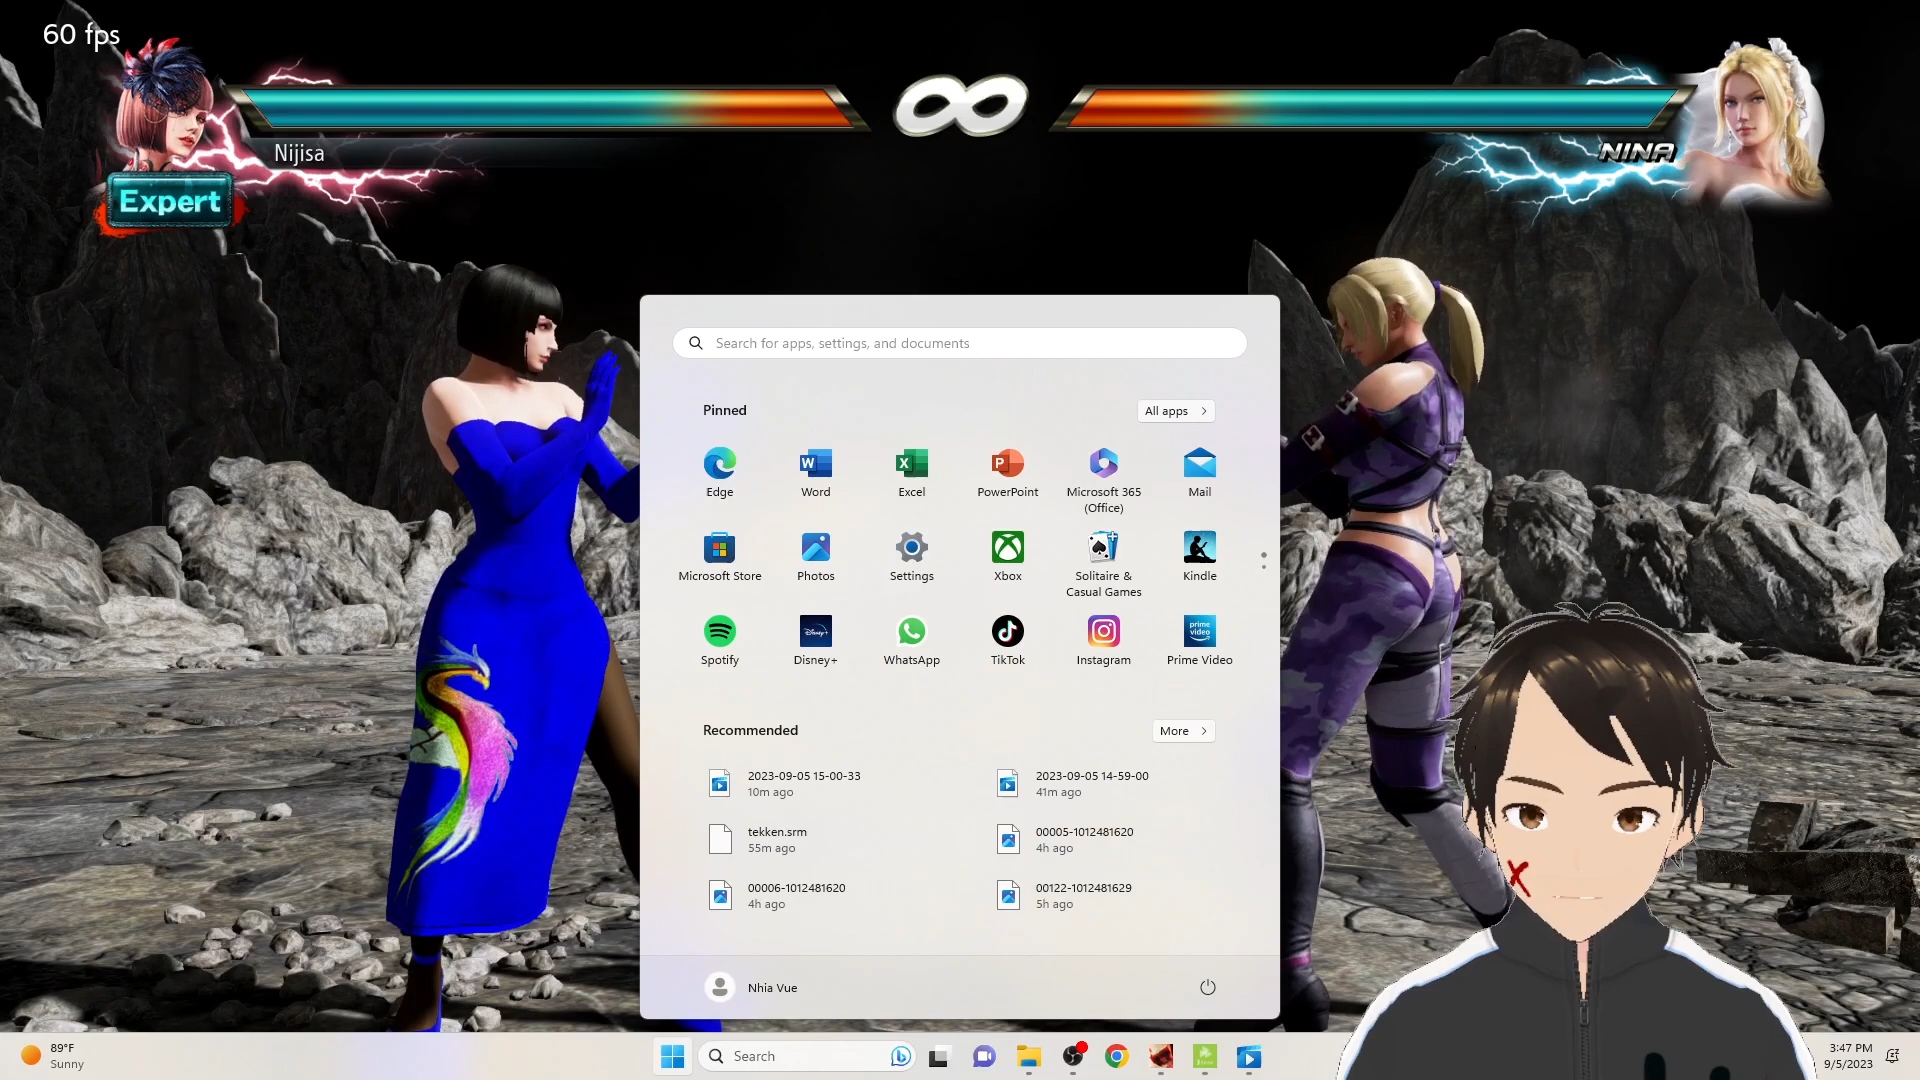 60 fps
Nijisa
NINA
Expert
Search for apps, settings, and documents
Pinned
All apps
Edge
Word
Excel
PowerPoint
Microsoft 365
(Office)
Mail
Microsoft Store
Photos
Settings
Xbox
Solitaire &
Casual Games
Kindle
Spotify
Disney+
WhatsApp
TikTok
Instagram
prime
video
Prime Video
Recommended
More
2023-09-05 15-00-33
10m ago
2023-09-05 14-59-00
41m ago
tekken.srm
55m ago
00005-1012481620
4h ago
00006-1012481620
4h ago
00122-1012481629
5h ago
Nhia Vue
89°F
Sunny
Search
3:47 PM
9/5/2023